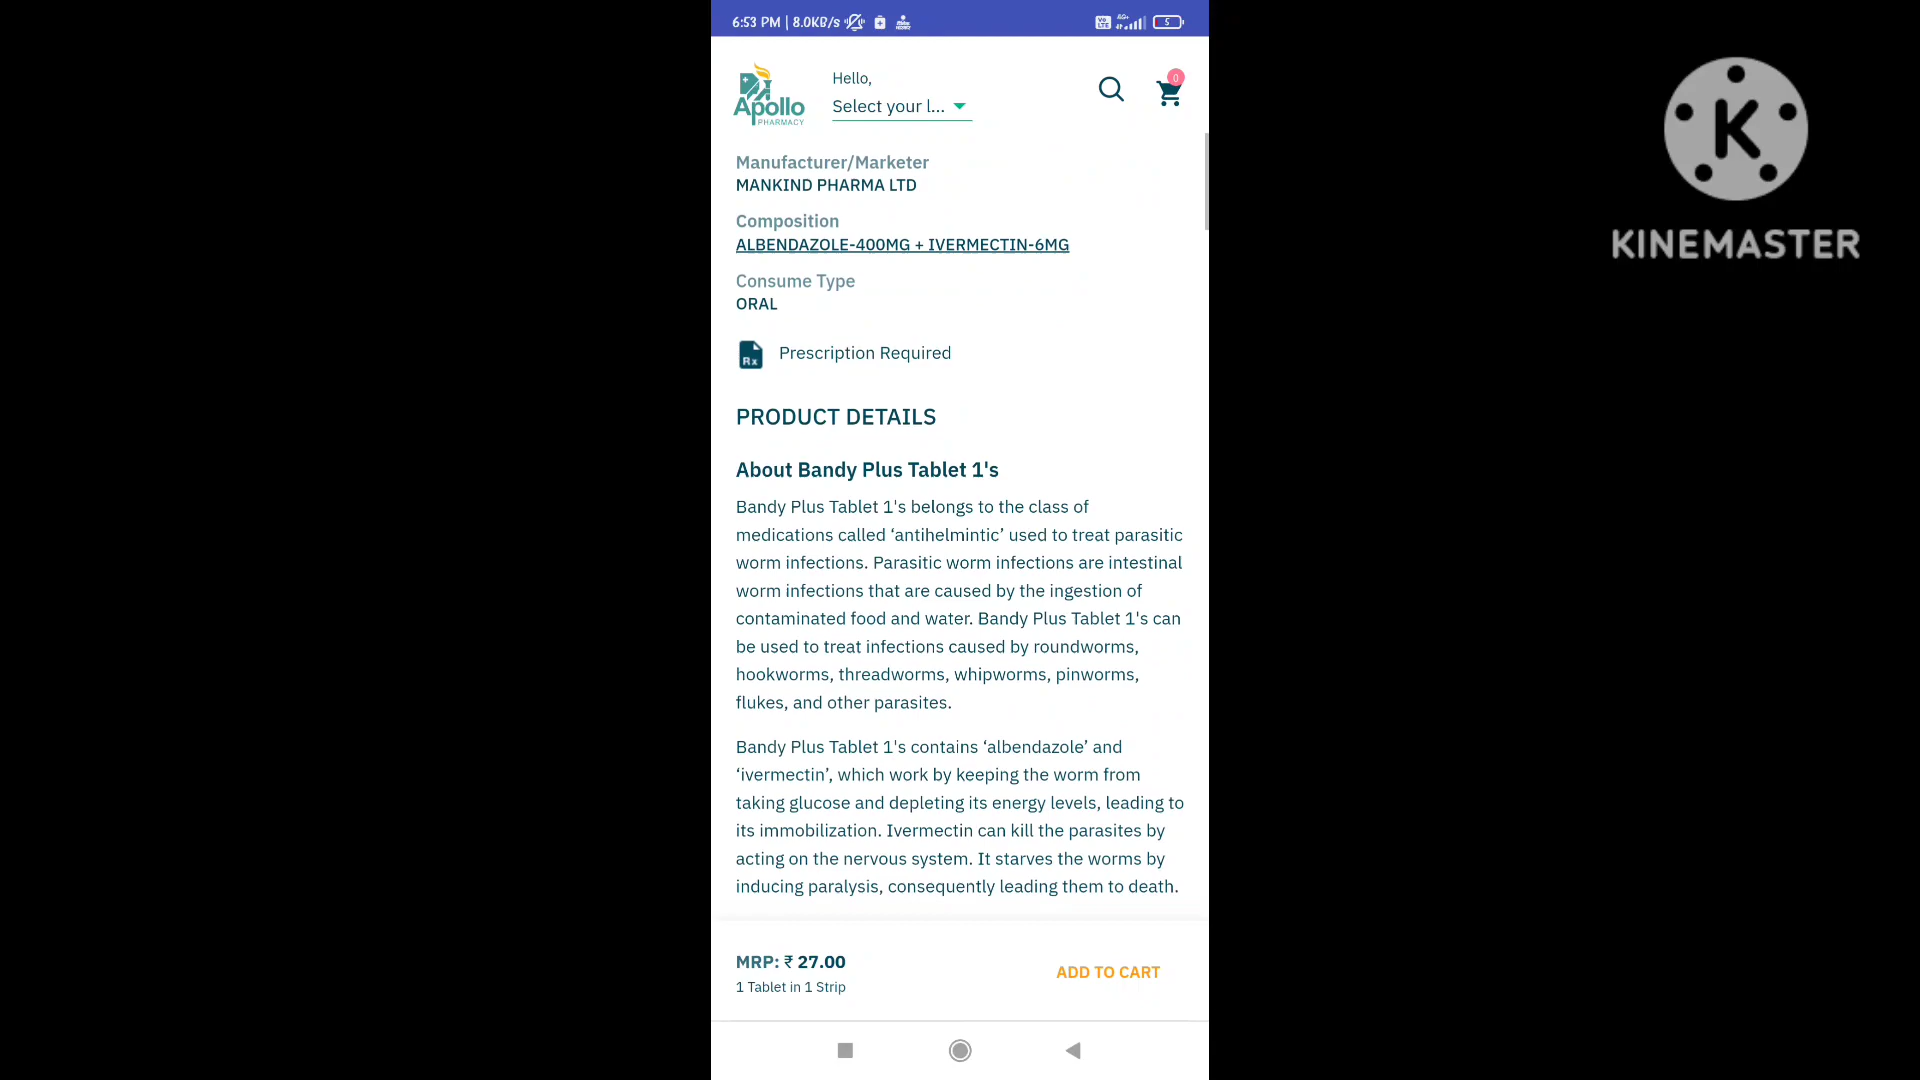 6:53 PM | 8.0KB/s
5
Apollo
PHARMACY
Hello,
Select your l...
0
Manufacturer/Marketer
MANKIND PHARMA LTD
Composition
ALBENDAZOLE-400MG + IVERMECTIN-6MG
Consume Type
ORAL
Rx
Prescription Required
PRODUCT DETAILS
About Bandy Plus Tablet 1's
Bandy Plus Tablet 1's belongs to the class of
medications called ‘antihelmintic’ used to treat parasitic
worm infections. Parasitic worm infections are intestinal
worm infections that are caused by the ingestion of
contaminated food and water. Bandy Plus Tablet 1's can
be used to treat infections caused by roundworms,
hookworms, threadworms, whipworms, pinworms,
flukes, and other parasites.
Bandy Plus Tablet 1's contains ‘albendazole’ and
‘ivermectin’, which work by keeping the worm from
taking glucose and depleting its energy levels, leading to
its immobilization. Ivermectin can kill the parasites by
acting on the nervous system. It starves the worms by
inducing paralysis, consequently leading them to death.
MRP: ₹ 27.00
1 Tablet in 1 Strip
ADD TO CART
K
KINEMASTER